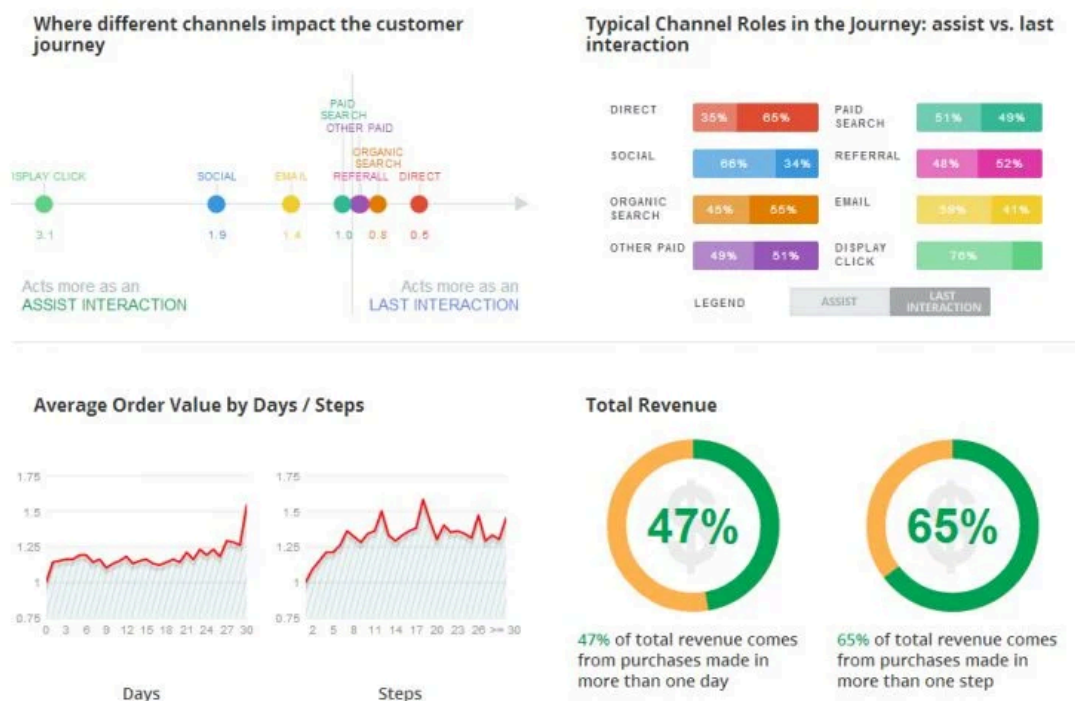 Where different channels impact the customer
journey
PAID
SEARCH
OTHER PAID
ORGANIC
SEARCH
ISPLAY CLICK
SOCIAL
EMAIL
REFERALL
DIRECT
3.1
1.9
1.4
1.0
0.8
0.5
Acts more as an
ASSIST INTERACTION
Acts more as an
LAST INTERACTION
Typical Channel Roles in the Journey: assist vs. last
interaction
DIRECT
35% 65%
PAID
SEARCH
51% 49%
SOCIAL
66% 34%
REFERRAL
48% 52%
ORGANIC
SEARCH
45% 55%
EMAIL
59% 41%
OTHER PAID
49% 51%
DISPLAY
CLICK
76%
LEGEND
ASSIST
LAST
INTERACTION
Average Order Value by Days / Steps
1.75
1.5
1.25
1
0.75
0 3 6 9 12 15 18 21 24 27 30
Days
1.75
1.5
1.25
1
0.75
2 5 8 11 14 17 20 23 26 >= 30
Steps
Total Revenue
$
47%
47% of total revenue comes
from purchases made in
more than one day
$
65%
65% of total revenue comes
from purchases made in
more than one step